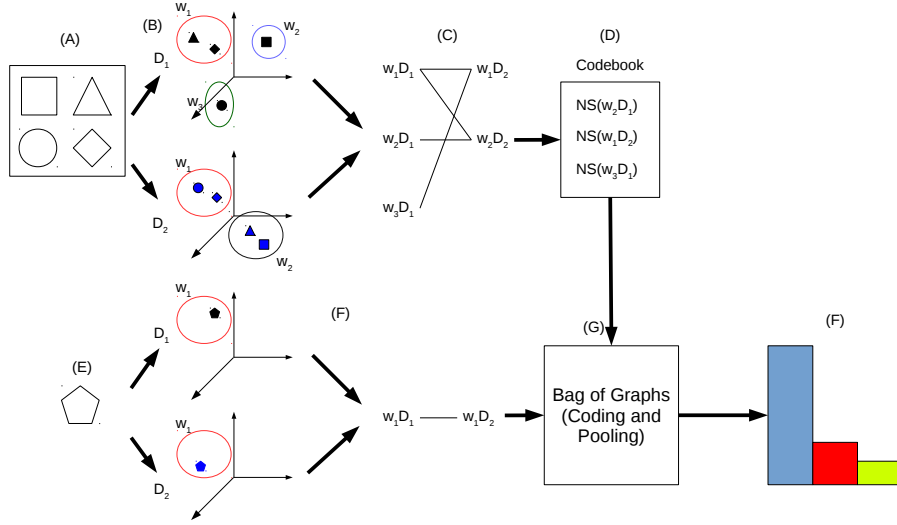 (A)
(B)
w1
D1
w2
w3
w1
D2
w2
(C)
w1D1 w1D2
w2D1 w2D2
w3D1
(D)
Codebook
NS(w2D1)
NS(w1D2)
NS(w3D1)
(E)
w1
D1
w1
D2
(F)
w1D1 w1D2
(G)
Bag of Graphs
(Coding and
Pooling)
(F)